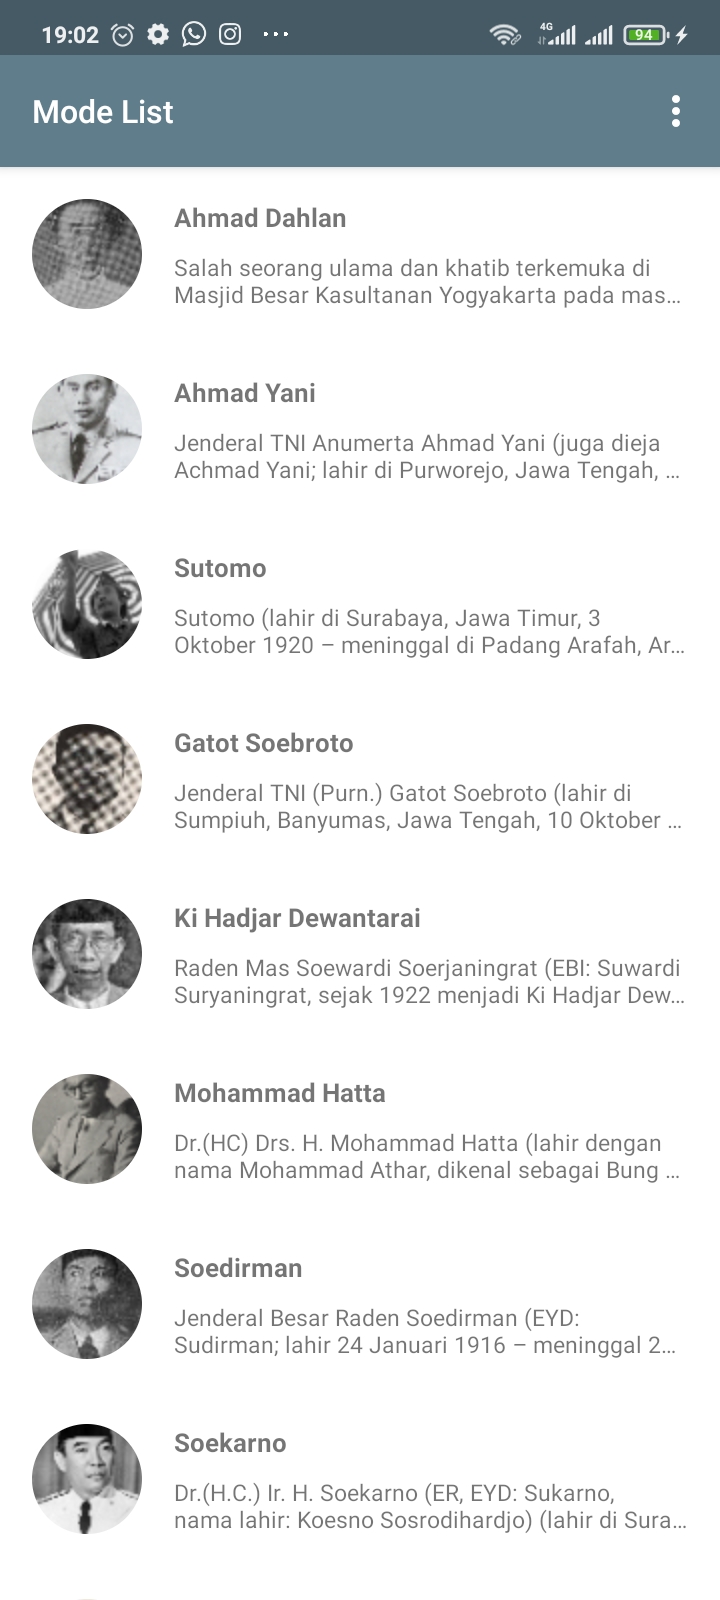 19:02 4G 94
Mode List
Ahmad Dahlan
Salah seorang ulama dan khatib terkemuka di
Masjid Besar Kasultanan Yogyakarta pada mas...
Ahmad Yani
Jenderal TNI Anumerta Ahmad Yani (juga dieja
Achmad Yani; lahir di Purworejo, Jawa Tengah, ...
Sutomo
Sutomo (lahir di Surabaya, Jawa Timur, 3
Oktober 1920 – meninggal di Padang Arafah, Ar...
Gatot Soebroto
Jenderal TNI (Purn.) Gatot Soebroto (lahir di
Sumpiuh, Banyumas, Jawa Tengah, 10 Oktober ...
Ki Hadjar Dewantarai
Raden Mas Soewardi Soerjaningrat (EBI: Suwardi
Suryaningrat, sejak 1922 menjadi Ki Hadjar Dew...
Mohammad Hatta
Dr.(HC) Drs. H. Mohammad Hatta (lahir dengan
nama Mohammad Athar, dikenal sebagai Bung ...
Soedirman
Jenderal Besar Raden Soedirman (EYD:
Sudirman; lahir 24 Januari 1916 – meninggal 2...
Soekarno
Dr.(H.C.) Ir. H. Soekarno (ER, EYD: Sukarno,
nama lahir: Koesno Sosrodihardjo) (lahir di Sura...